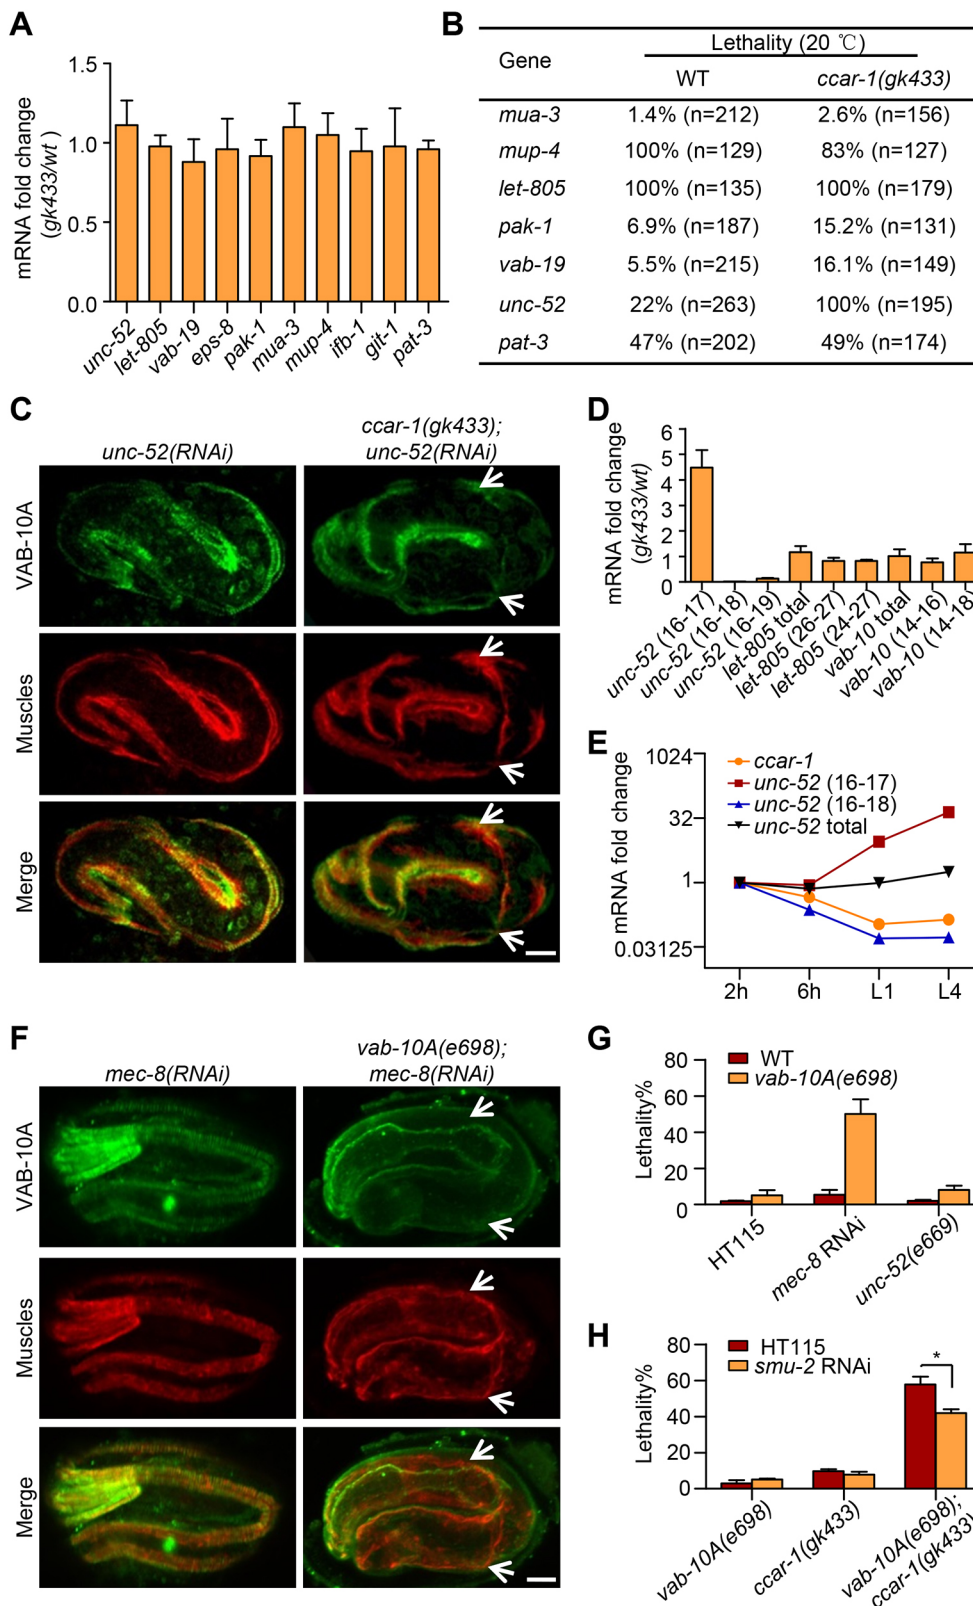 A
mRNA fold change
(gk433/wt)
1.5
1.0
0.5
0.0
unc-52
let-805
vab-19
eps-8
pak-1
mua-3
mup-4
ifb-1
git-1
pat-3
B
Gene
Lethality (20 ℃)
WT
ccar-1(gk433)
mua-3 1.4% (n=212) 2.6% (n=156)
mup-4 100% (n=129) 83% (n=127)
let-805 100% (n=135) 100% (n=179)
pak-1 6.9% (n=187) 15.2% (n=131)
vab-19 5.5% (n=215) 16.1% (n=149)
unc-52 22% (n=263) 100% (n=195)
pat-3 47% (n=202) 49% (n=174)
C
unc-52(RNAi)
ccar-1(gk433);
unc-52(RNAi)
VAB-10A
Muscles
Merge
D
mRNA fold change
(gk433/wt)
6
5
4
3
2
1
0
unc-52 (16-17)
unc-52 (16-18)
unc-52 (16-19)
let-805 total
let-805 (26-27)
let-805 (24-27)
vab-10 total
vab-10 (14-16)
vab-10 (14-18)
E
mRNA fold change
1024
32
1
0.03125
ccar-1
unc-52 (16-17)
unc-52 (16-18)
unc-52 total
2h
6h
L1
L4
F
mec-8(RNAi)
vab-10A(e698);
mec-8(RNAi)
VAB-10A
Muscles
Merge
G
Lethality%
80
60
40
20
0
WT
vab-10A(e698)
HT115
mec-8 RNAi
unc-52(e669)
H
Lethality%
80
60
40
20
0
HT115
smu-2 RNAi
*
vab-10A(e698)
ccar-1(gk433)
vab-10A(e698);
ccar-1(gk433)